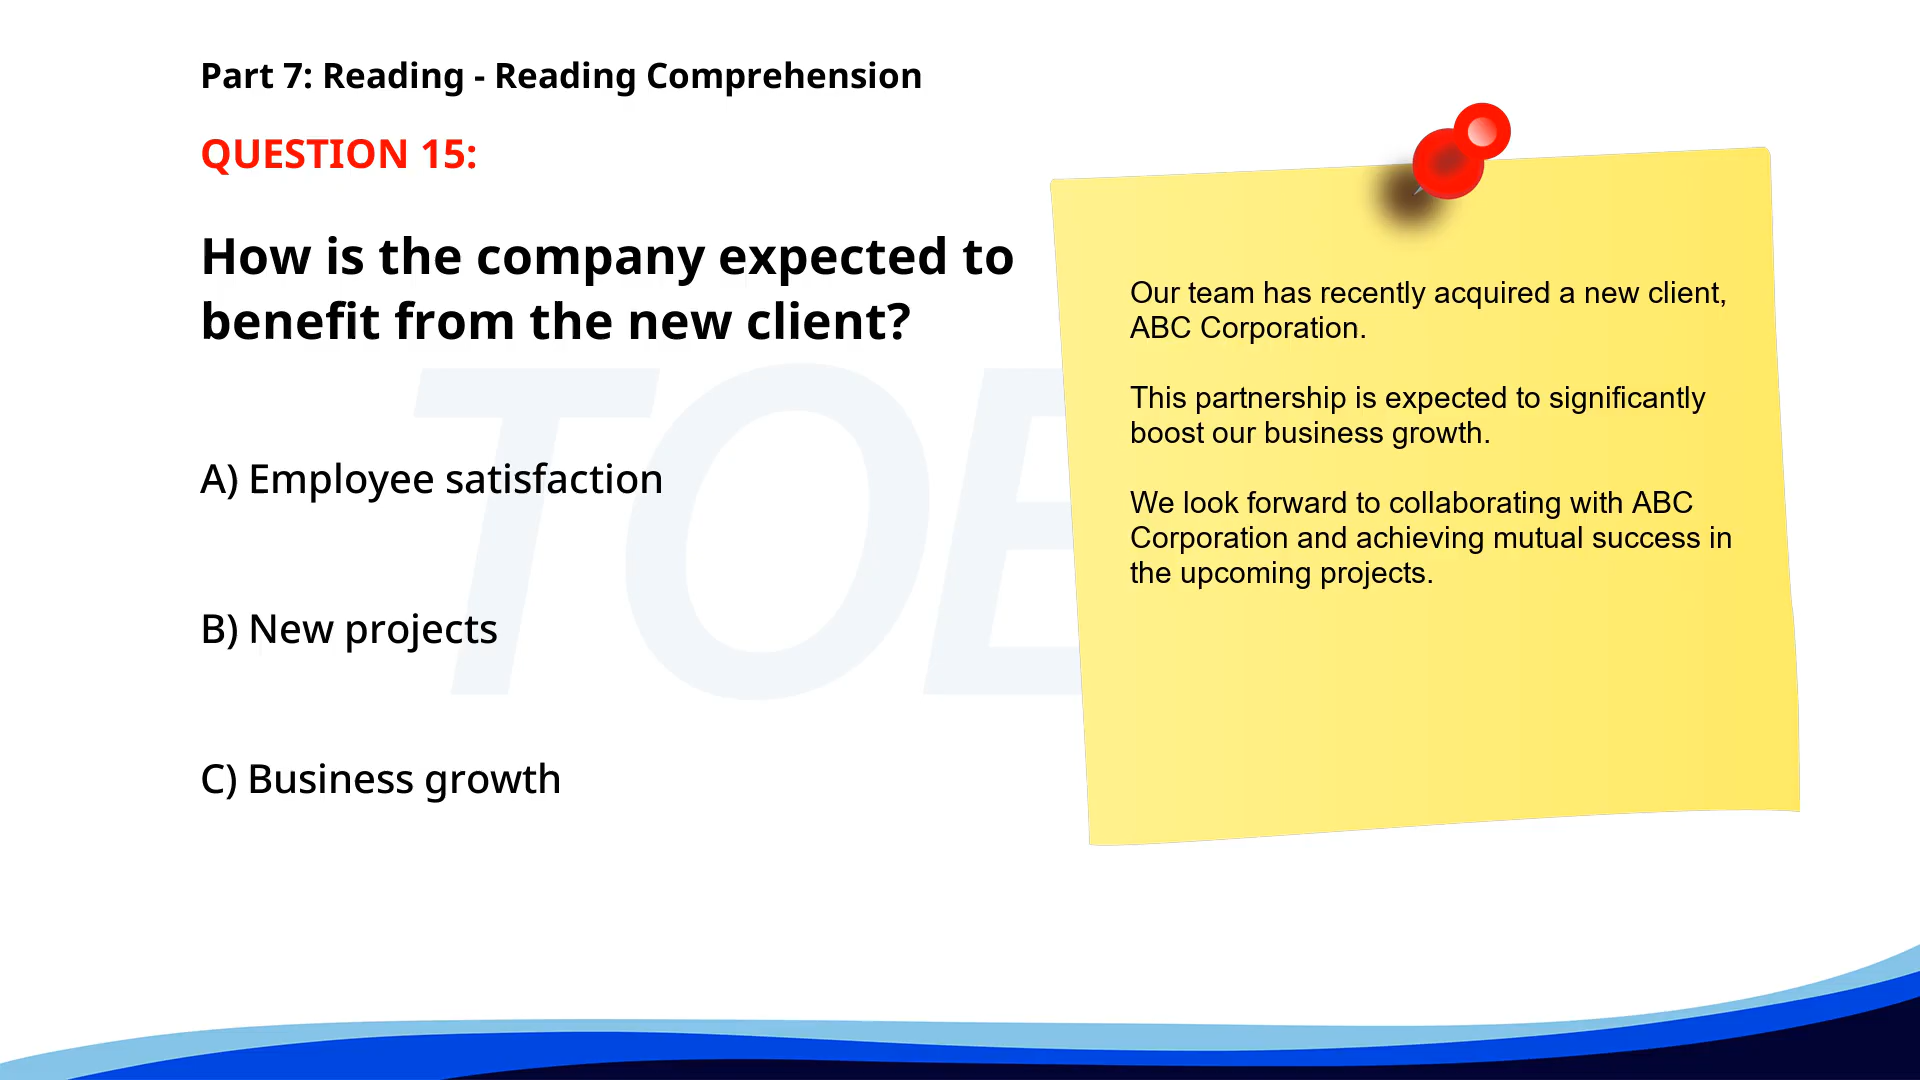 Part 7: Reading - Reading Comprehension
QUESTION 15:
How is the company expected to
benefit from the new client?
A) Employee satisfaction
B) New projects
C) Business growth
Our team has recently acquired a new client,
ABC Corporation.
This partnership is expected to significantly
boost our business growth.
We look forward to collaborating with ABC
Corporation and achieving mutual success in
the upcoming projects.